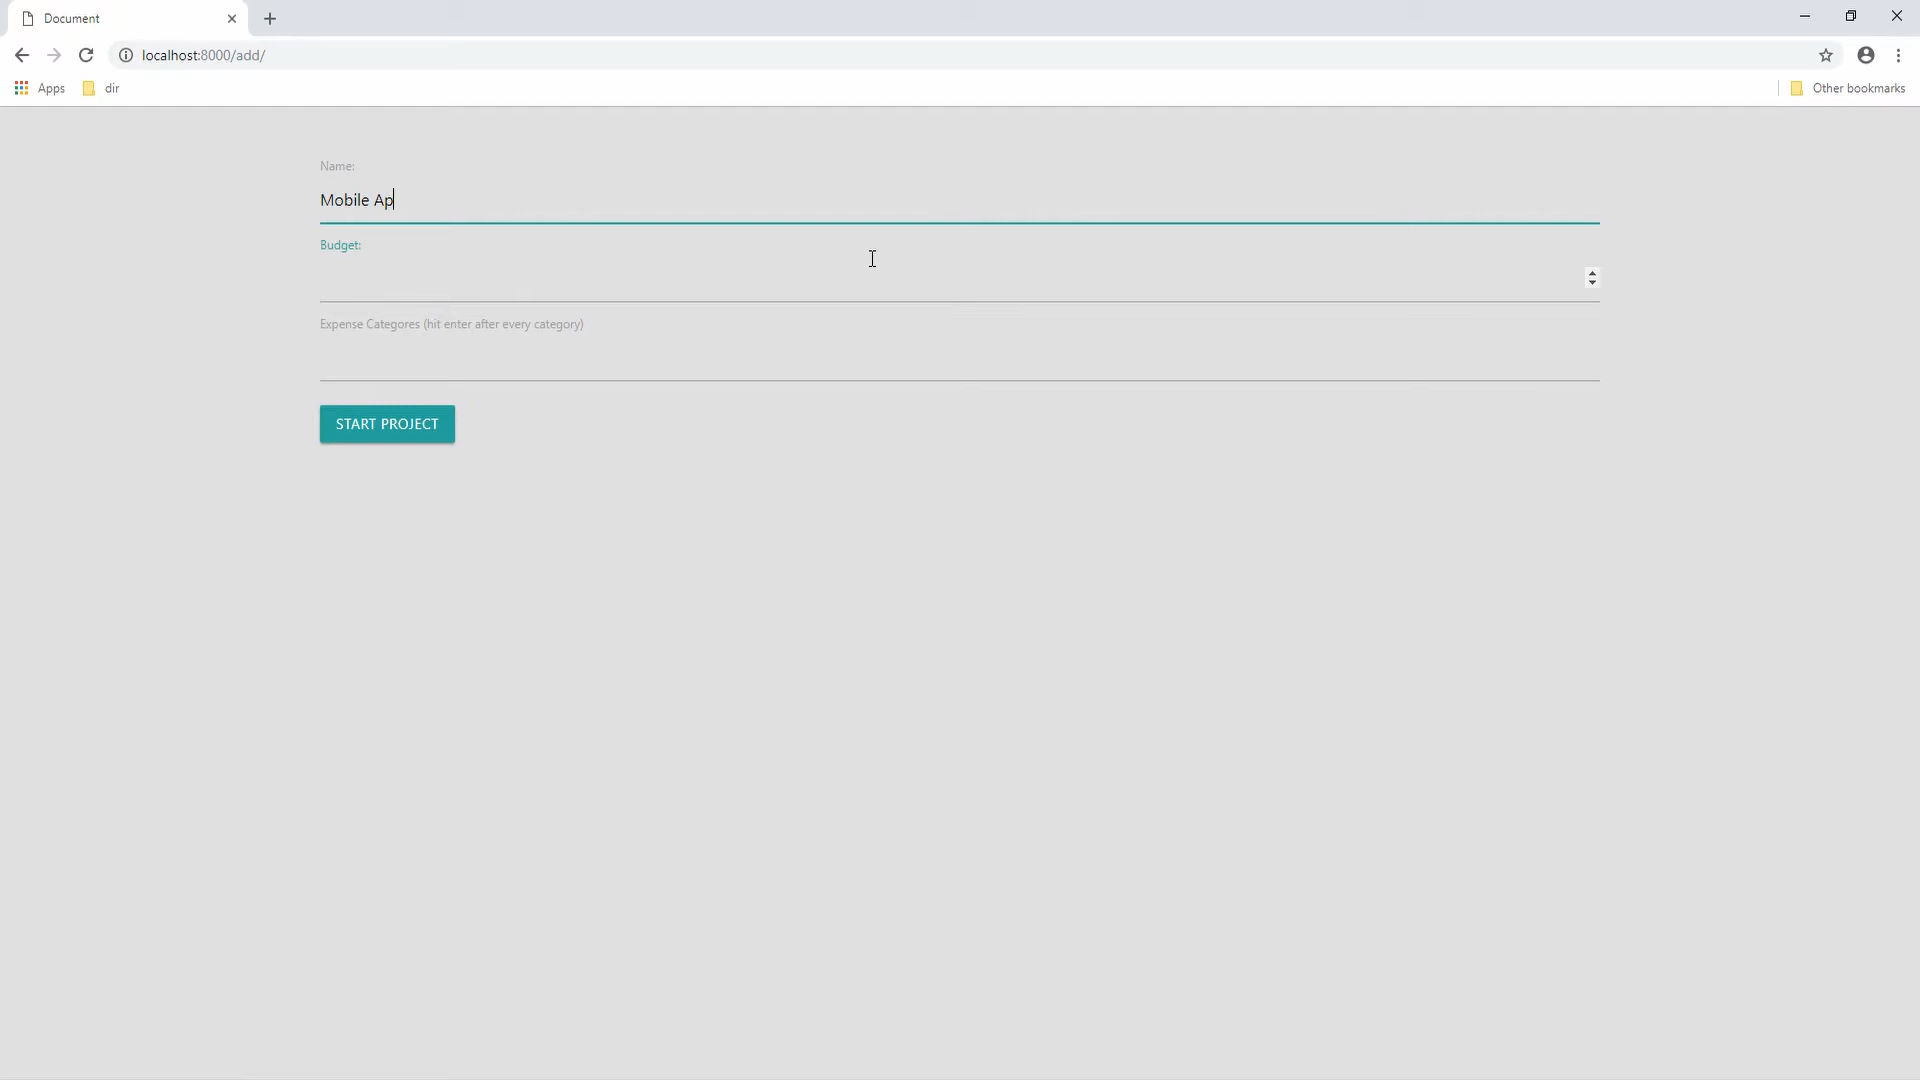 Document
localhost:8000/add/
Apps dir Other bookmarks
Name:
Mobile Ap
Budget:
Expense Categores (hit enter after every category)
START PROJECT